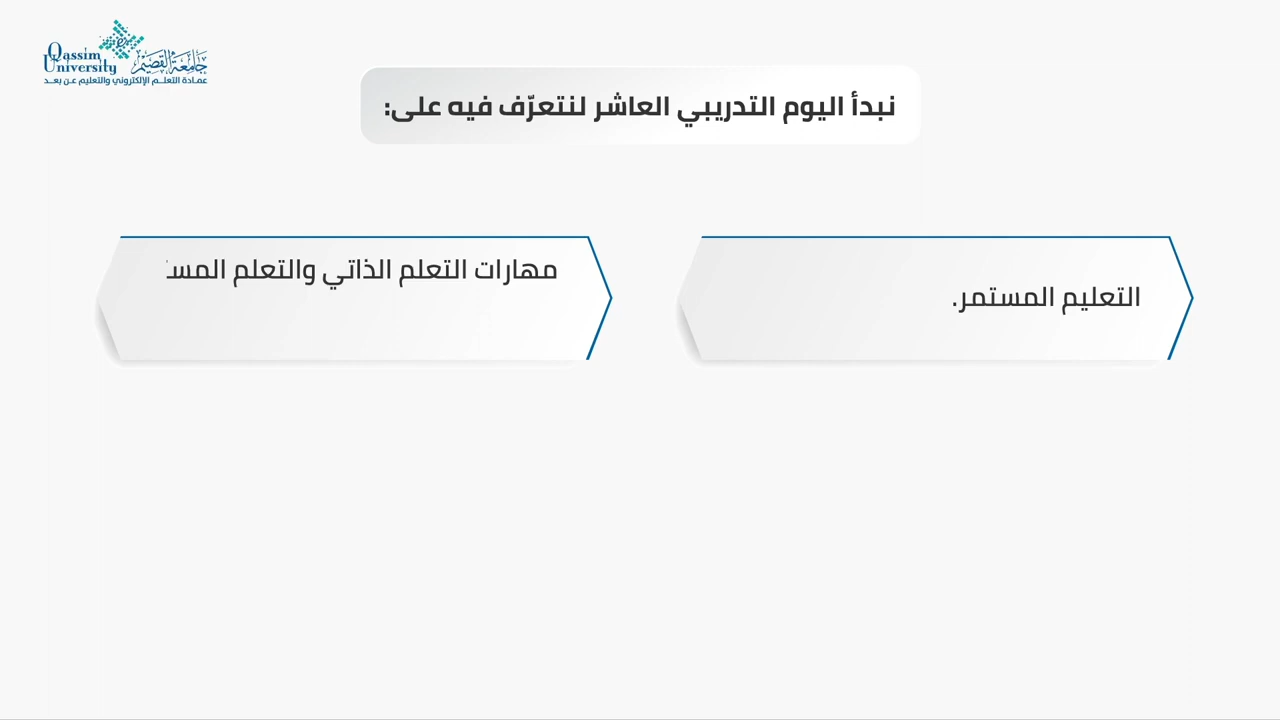 Qassim
University
جامعة القصيم
عمادة التعلم الإلكتروني والتعليم عن بعد
نبدأ اليوم التدريبي العاشر لنتعرّف فيه على:
التعليم المستمر.
مهارات التعلم الذاتي والتعلم